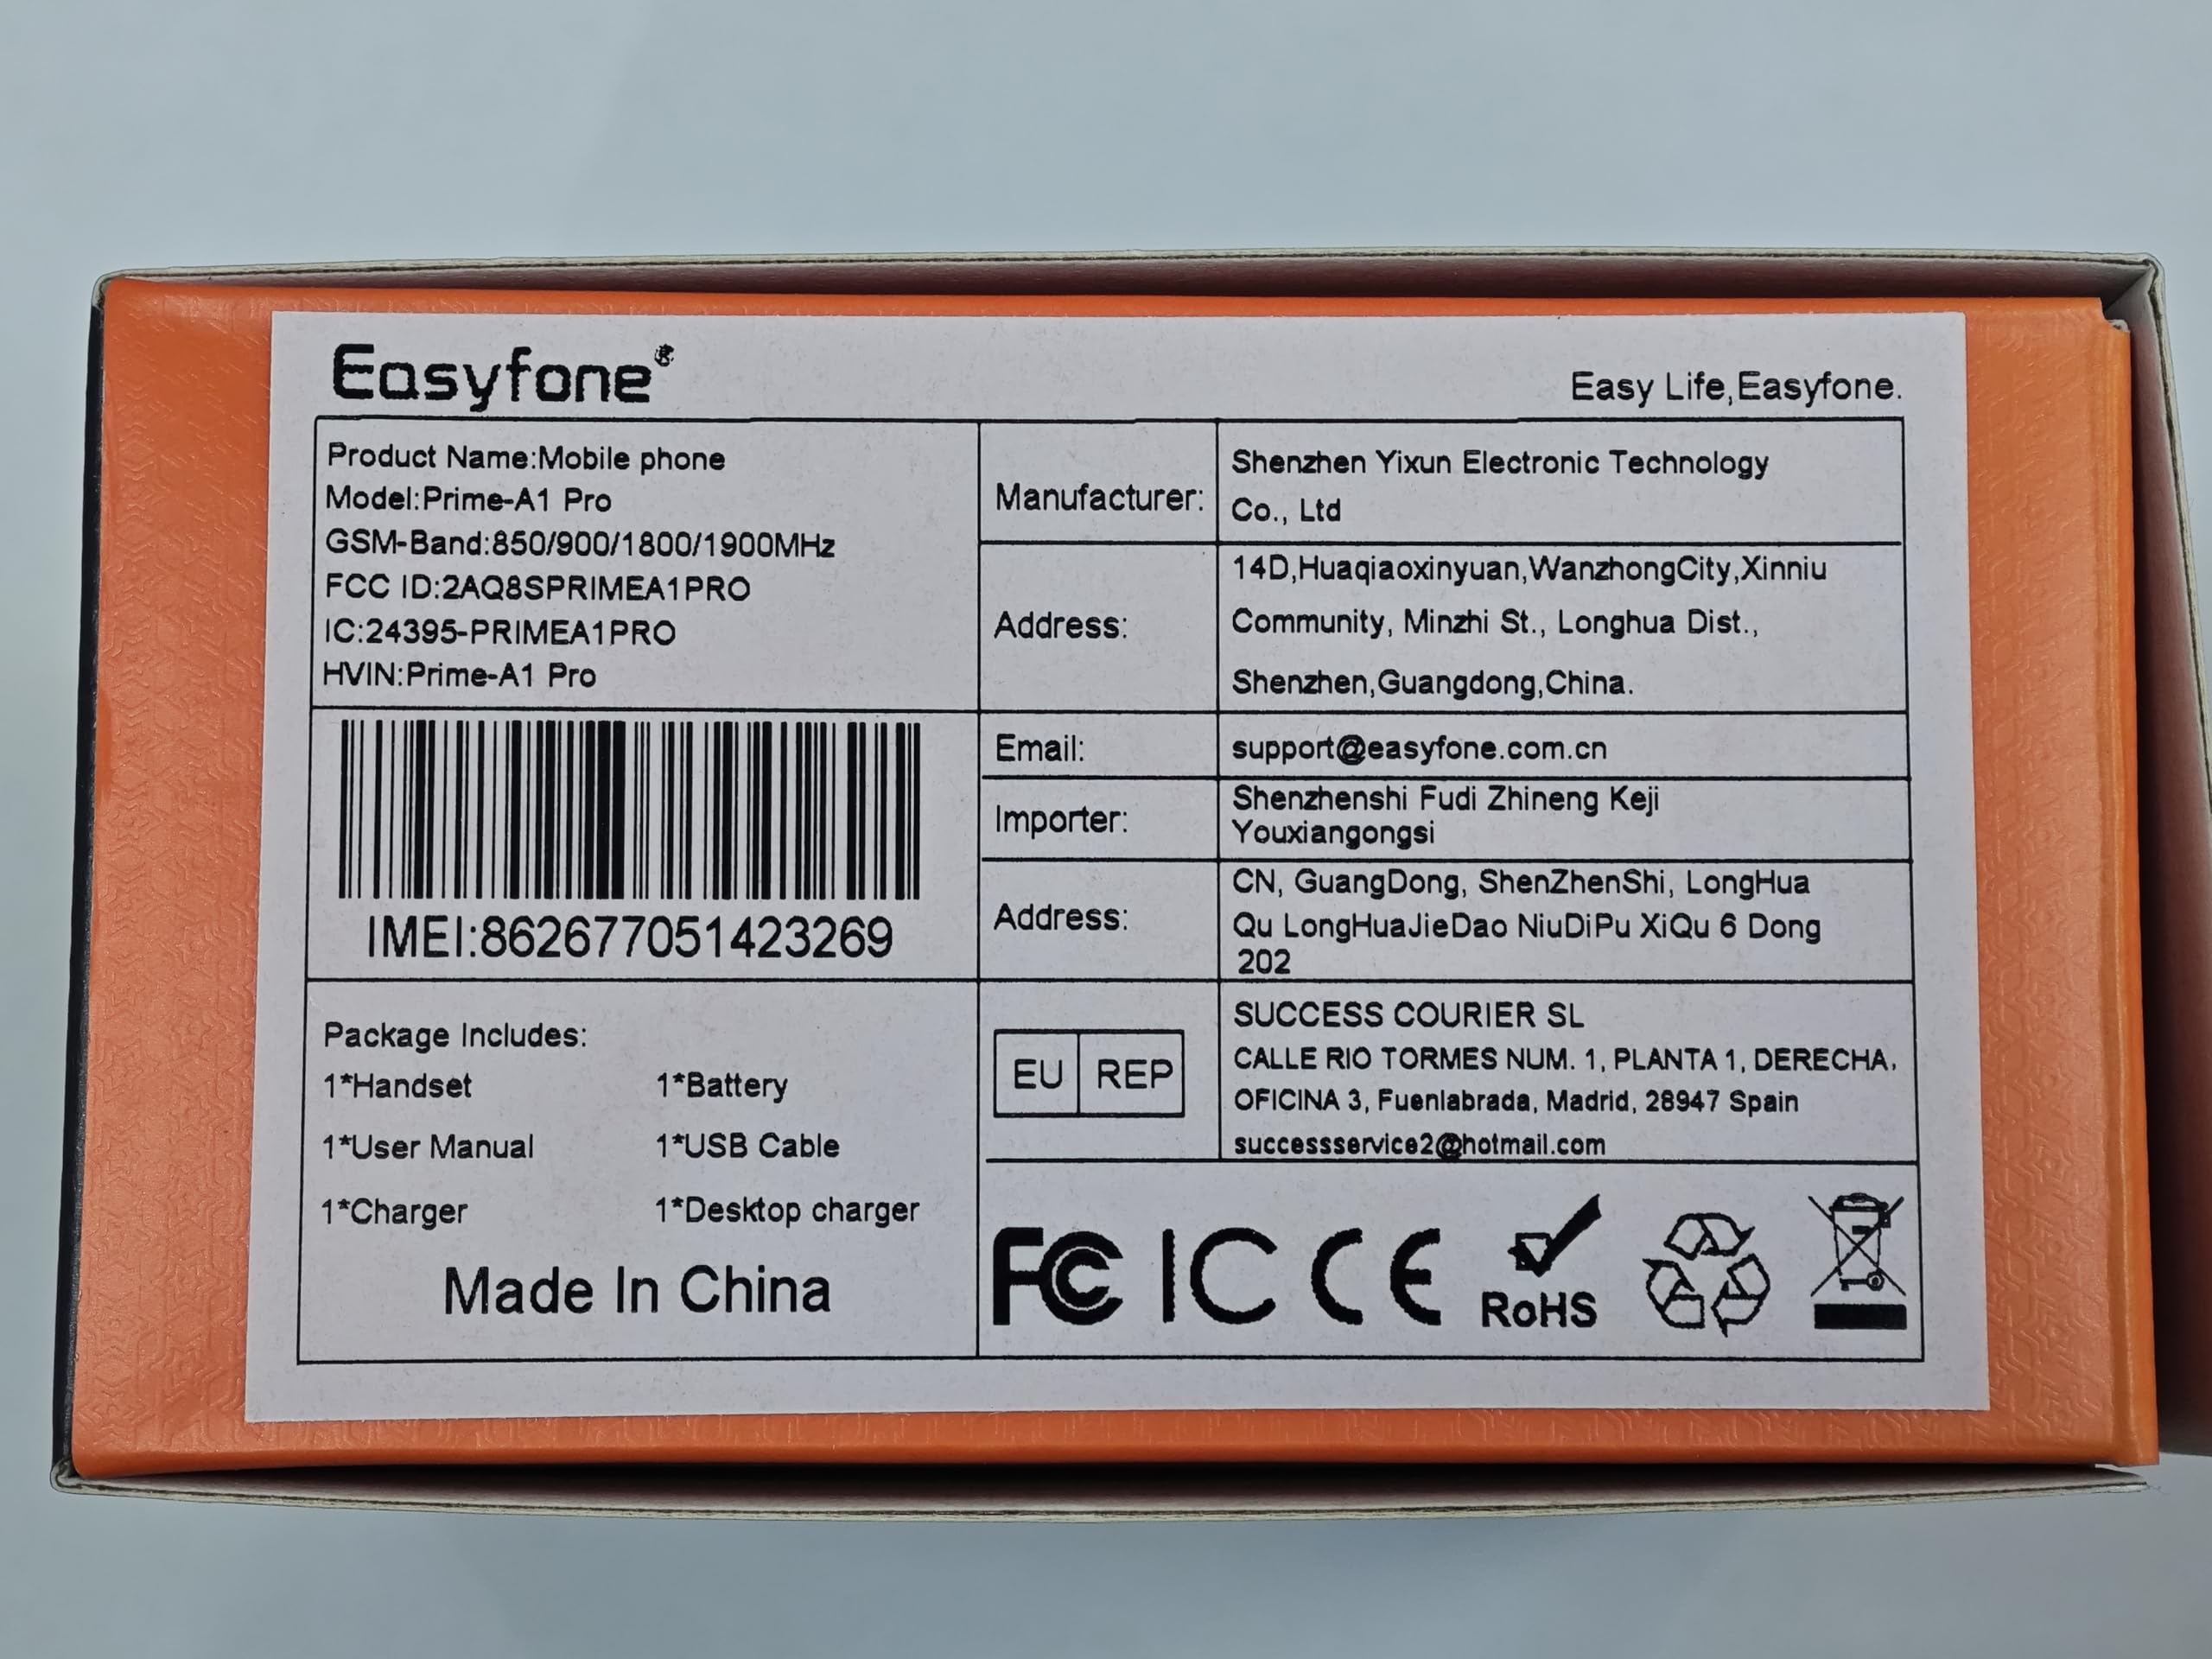 Easyfone®
Easy Life,Easyfone.
Product Name:Mobile phone
Model:Prime-A1 Pro
GSM-Band:850/900/1800/1900MHz
FCC ID:2AQ8SPRIMEA1PRO
IC:24395-PRIMEA1PRO
HVIN:Prime-A1 Pro
IMEI:862677051423269
Package Includes:
1*Handset 1*Battery
1*User Manual 1*USB Cable
1*Charger 1*Desktop charger
Made In China
Manufacturer:
Shenzhen Yixun Electronic Technology
Co., Ltd
Address:
14D,Huaqiaoxinyuan,WanzhongCity,Xinniu
Community, Minzhi St., Longhua Dist.,
Shenzhen,Guangdong,China.
Email:
support@easyfone.com.cn
Importer:
Shenzhenshi Fudi Zhineng Keji
Youxiangongsi
Address:
CN, GuangDong, ShenZhenShi, LongHua
Qu LongHuaJieDao NiuDiPu XiQu 6 Dong
202
EU REP
SUCCESS COURIER SL
CALLE RIO TORMES NUM. 1, PLANTA 1, DERECHA,
OFICINA 3, Fuenlabrada, Madrid, 28947 Spain
successservice2@hotmail.com
FC IC CE RoHS